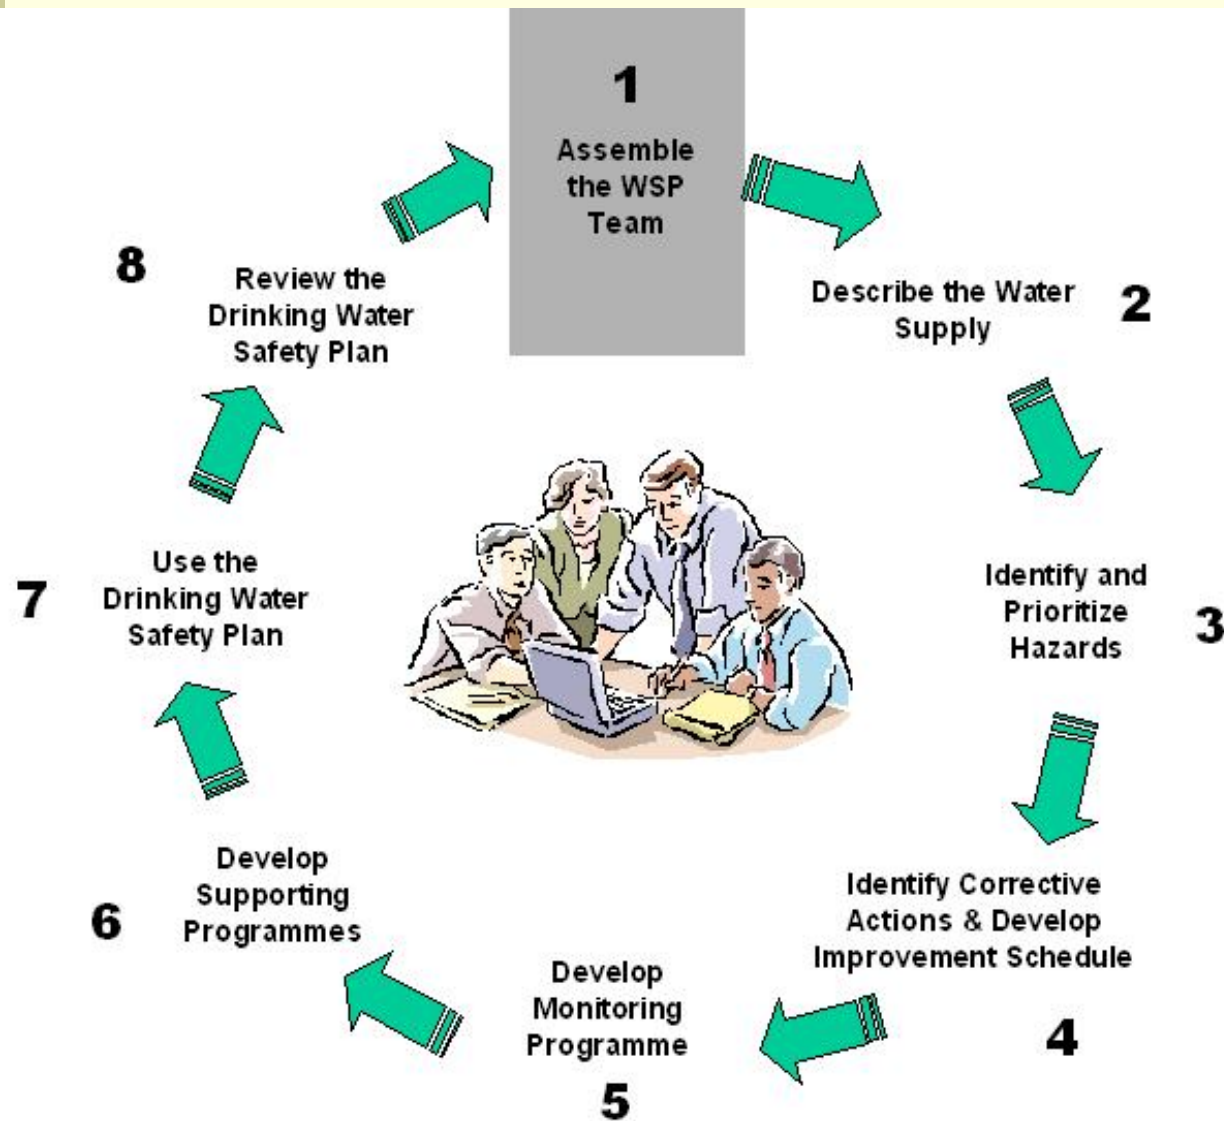 1
Assemble
the WSP
Team
Describe the Water
Supply
2
Identify and
Prioritize
Hazards
3
Identify Corrective
Actions & Develop
Improvement Schedule
4
Develop
Monitoring
Programme
5
Develop
Supporting
Programmes
6
Use the
Drinking Water
Safety Plan
7
Review the
Drinking Water
Safety Plan
8